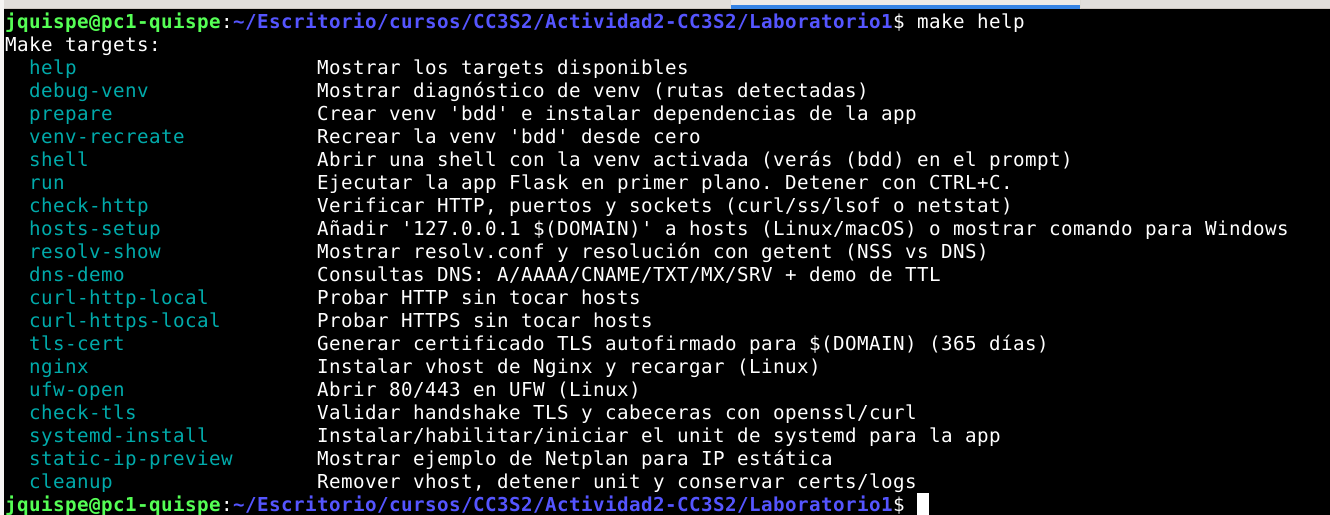 jquispe@pc1-quispe:~/Escritorio/cursos/CC3S2/Actividad2-CC3S2/Laboratorio1$ make help
Make targets:
help Mostrar los targets disponibles
debug-venv Mostrar diagnóstico de venv (rutas detectadas)
prepare Crear venv 'bdd' e instalar dependencias de la app
venv-recreate Recrear la venv 'bdd' desde cero
shell Abrir una shell con la venv activada (verás (bdd) en el prompt)
run Ejecutar la app Flask en primer plano. Detener con CTRL+C.
check-http Verificar HTTP, puertos y sockets (curl/ss/lsof o netstat)
hosts-setup Añadir '127.0.0.1 $(DOMAIN)' a hosts (Linux/macOS) o mostrar comando para Windows
resolv-show Mostrar resolv.conf y resolución con getent (NSS vs DNS)
dns-demo Consultas DNS: A/AAAA/CNAME/TXT/MX/SRV + demo de TTL
curl-http-local Probar HTTP sin tocar hosts
curl-https-local Probar HTTPS sin tocar hosts
tls-cert Generar certificado TLS autofirmado para $(DOMAIN) (365 días)
nginx Instalar vhost de Nginx y recargar (Linux)
ufw-open Abrir 80/443 en UFW (Linux)
check-tls Validar handshake TLS y cabeceras con openssl/curl
systemd-install Instalar/habilitar/iniciar el unit de systemd para la app
static-ip-preview Mostrar ejemplo de Netplan para IP estática
cleanup Remover vhost, detener unit y conservar certs/logs
jquispe@pc1-quispe:~/Escritorio/cursos/CC3S2/Actividad2-CC3S2/Laboratorio1$